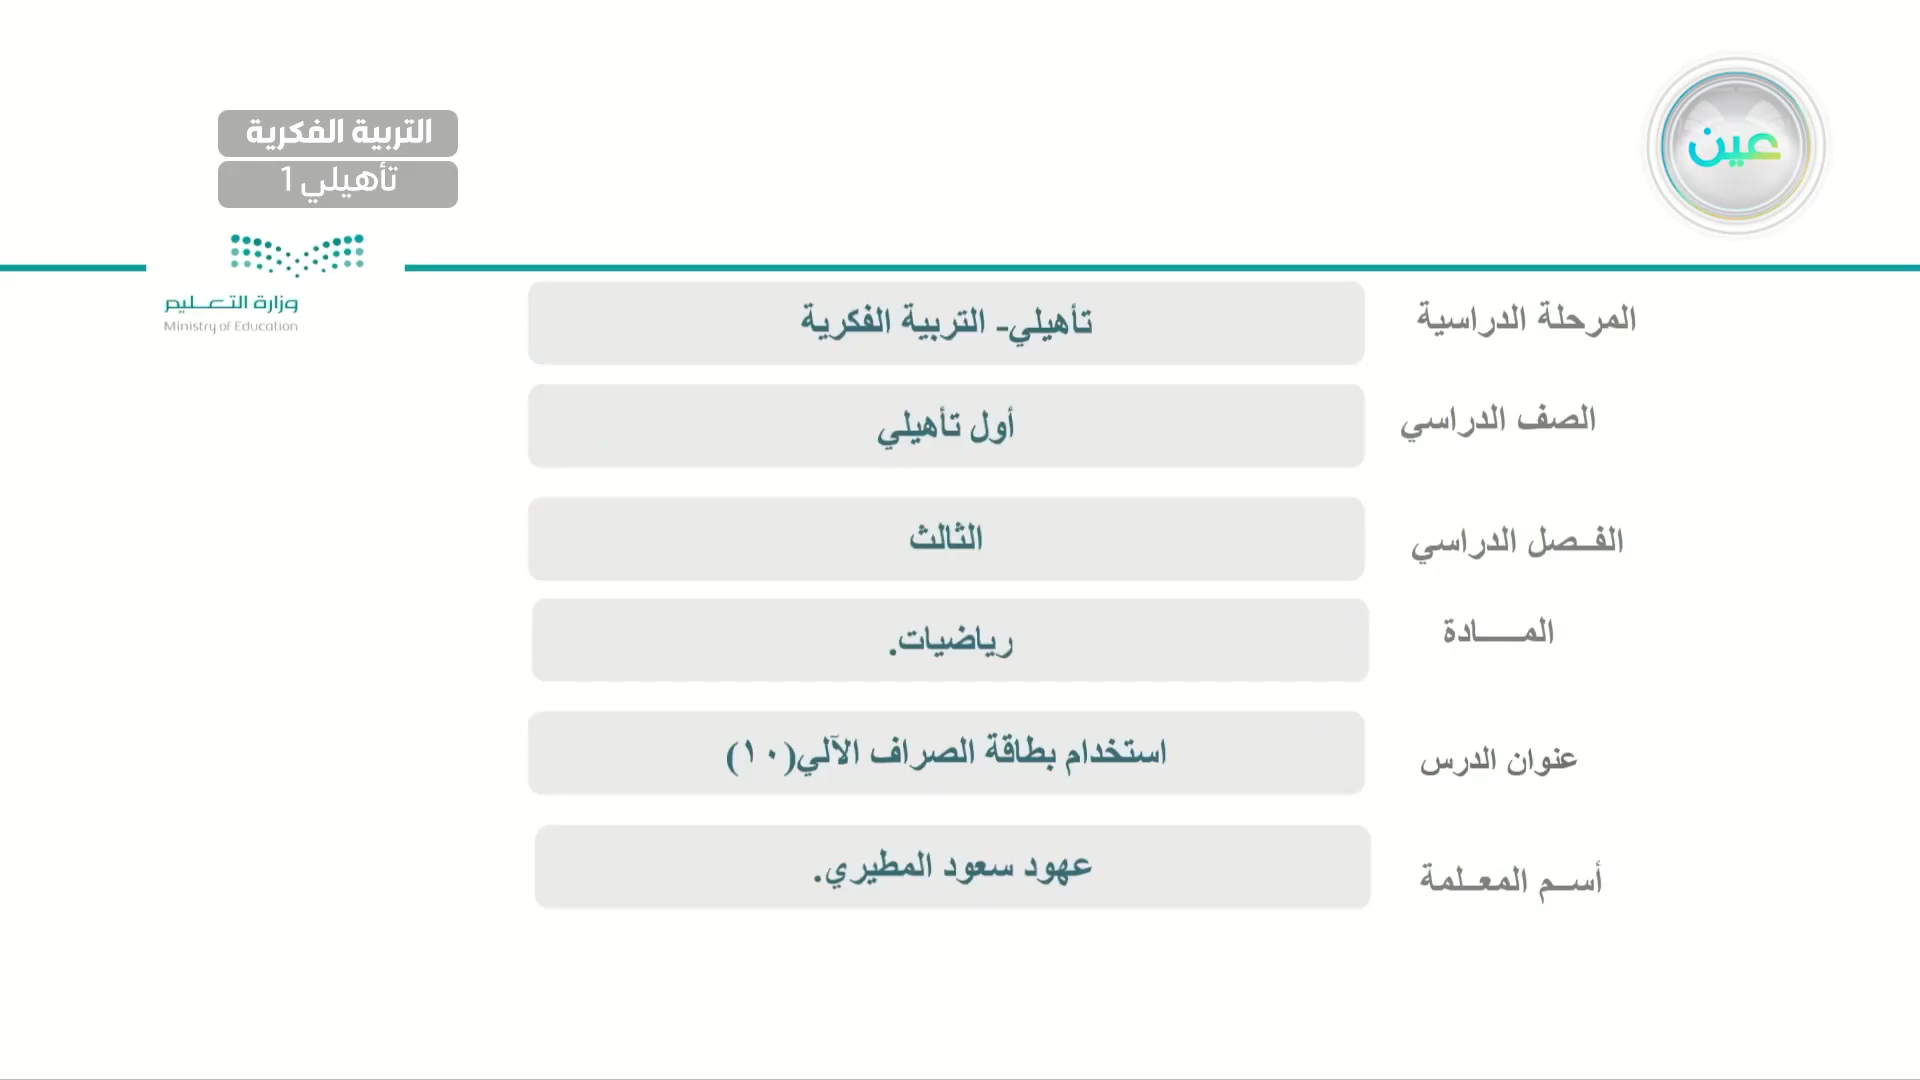 عين
التربية الفكرية
تأهيلي 1
وزارة التعليم
Ministry of Education
المرحلة الدراسية تأهيلي- التربية الفكرية
الصف الدراسي أول تأهيلي
الفصل الدراسي الثالث
المادة رياضيات.
عنوان الدرس استخدام بطاقة الصراف الآلي(١٠)
أسم المعلمة عهود سعود المطيري.